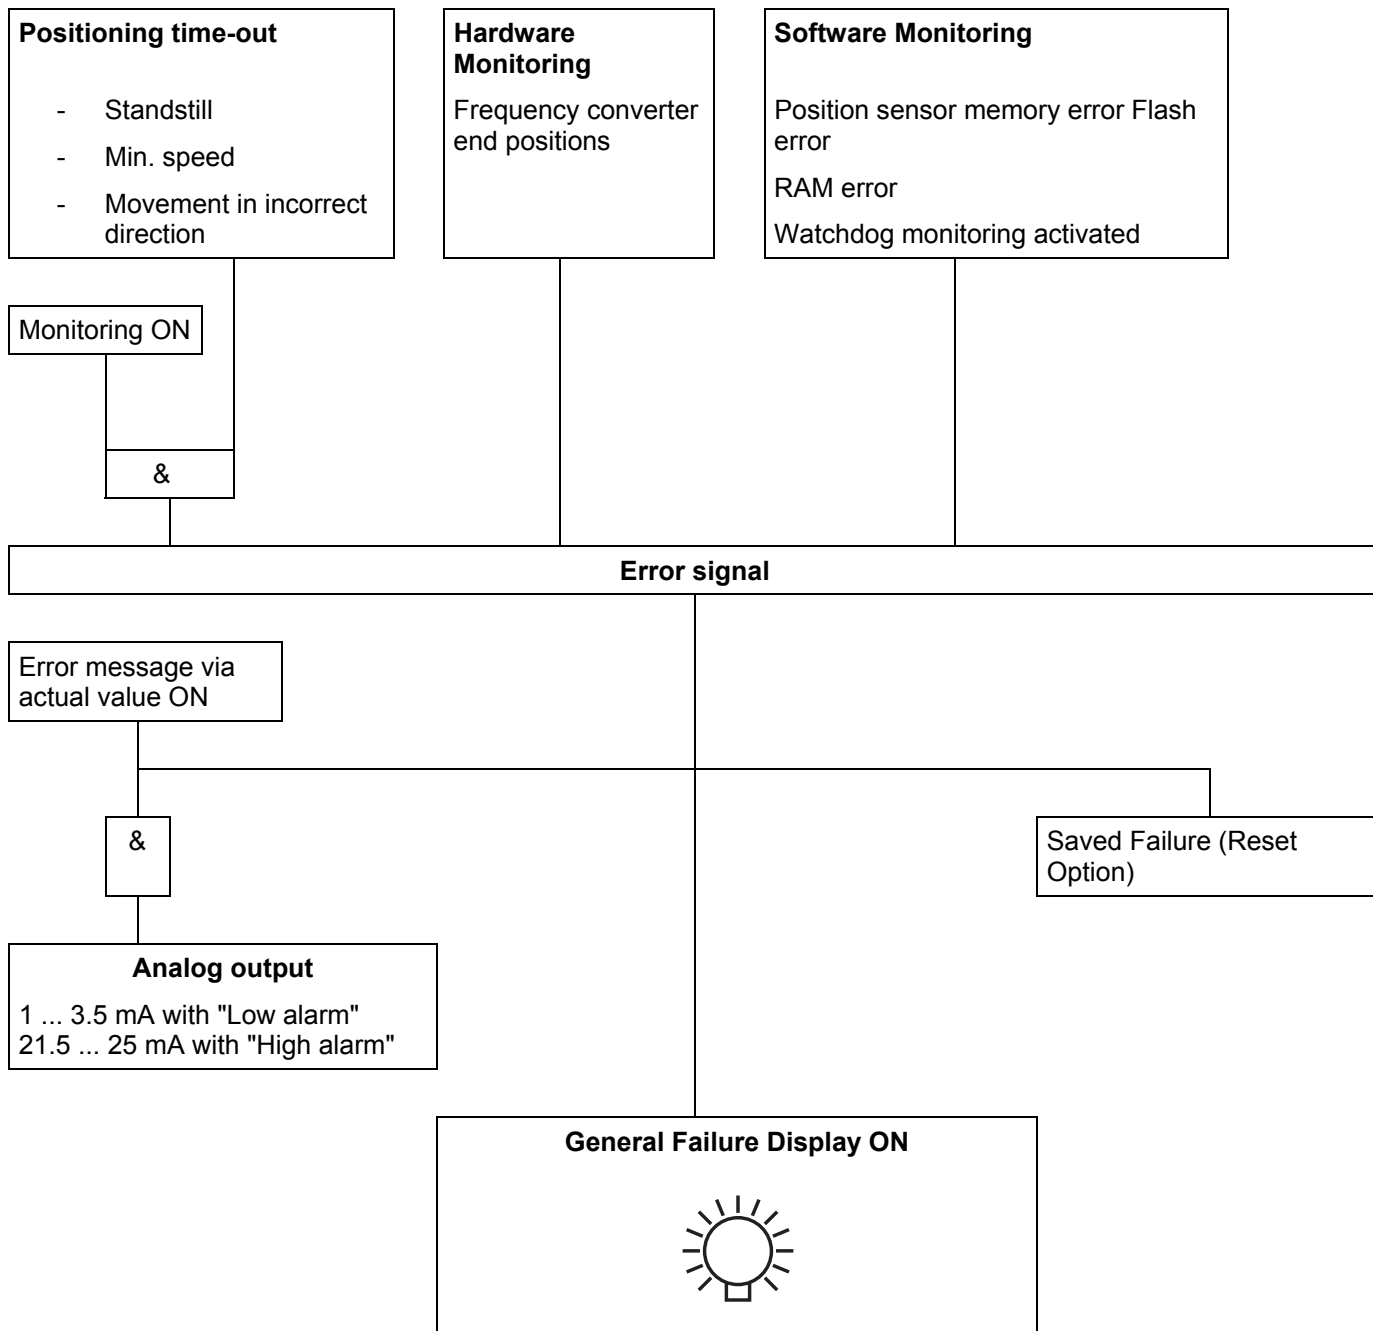 Positioning time-out
- Standstill
- Min. speed
- Movement in incorrect
direction
Hardware
Monitoring
Frequency converter
end positions
Software Monitoring
Position sensor memory error Flash
error
RAM error
Watchdog monitoring activated
Monitoring ON
&
Error signal
Error message via
actual value ON
&
Saved Failure (Reset
Option)
Analog output
1 ... 3.5 mA with "Low alarm"
21.5 ... 25 mA with "High alarm"
General Failure Display ON